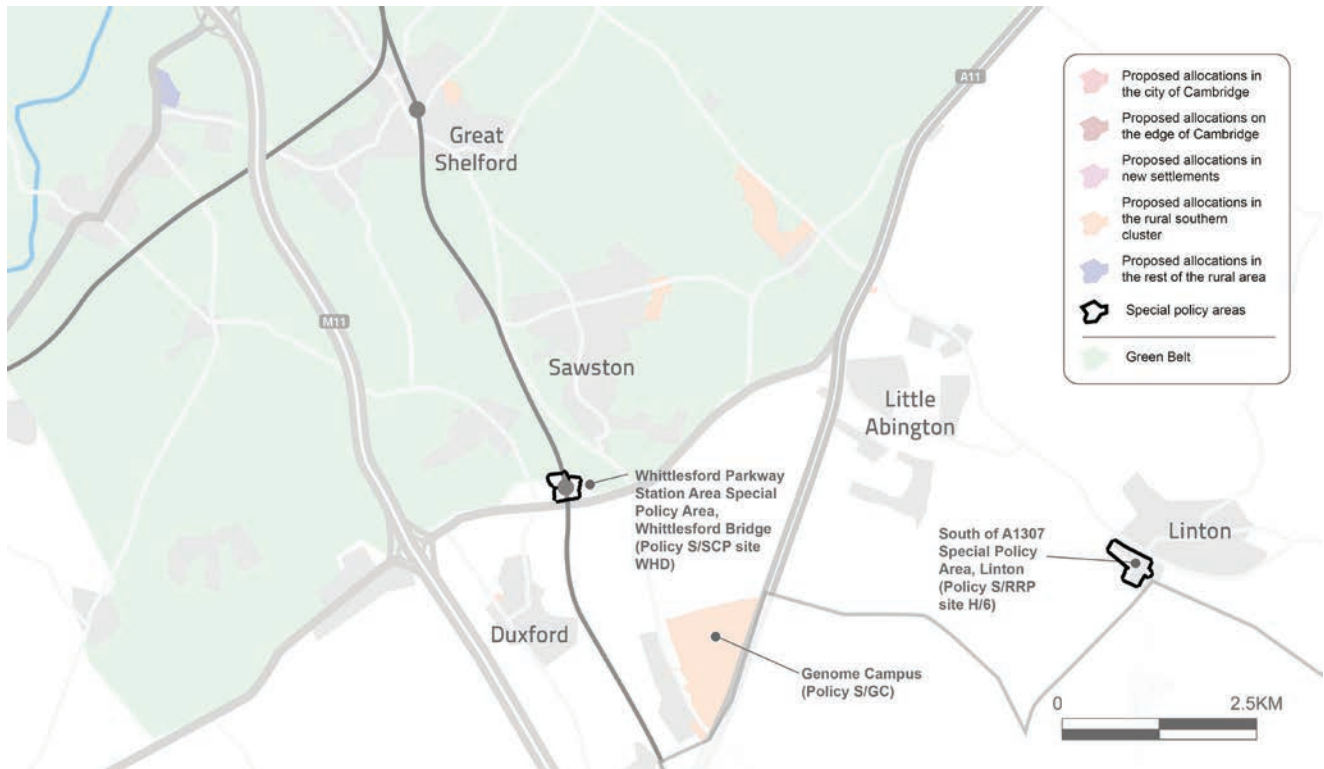 A11
Proposed allocations in
the city of Cambridge
Proposed allocations on
the edge of Cambridge
Proposed allocations in
new settlements
Proposed allocations in
the rural southern
cluster
Proposed allocations in
the rest of the rural area
Special policy areas
Green Belt
Great
Shelford
M11
Sawston
Little
Abington
Whittlesford Parkway
Station Area Special
Policy Area,
Whittlesford Bridge
(Policy S/SCP site
WHD)
South of A1307
Special Policy
Area, Linton
(Policy S/RRP
site H/6)
Linton
Duxford
Genome Campus
(Policy S/GC)
0
2.5KM